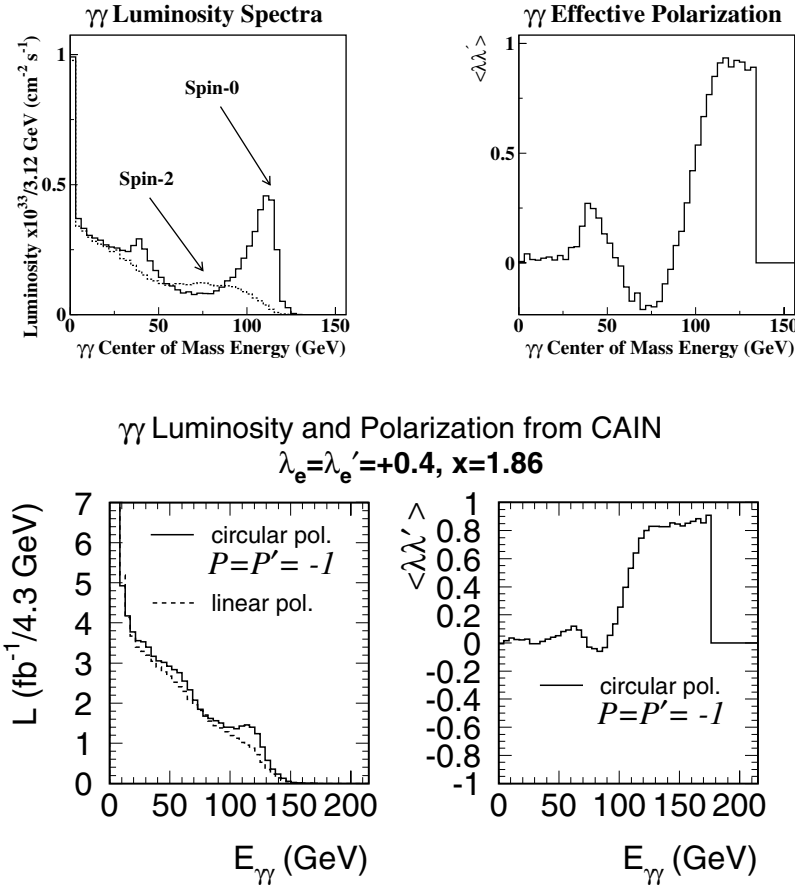 γγ Luminosity Spectra
Luminosity x10³³/3.12 GeV (cm⁻² s⁻¹)
1
0.5
0
Spin-0
Spin-2
0 50 100 150
γγ Center of Mass Energy (GeV)
γγ Effective Polarization
<λλ′>
1
0.5
0
0 50 100 150
γγ Center of Mass Energy (GeV)
γγ Luminosity and Polarization from CAIN
λe=λe′=+0.4, x=1.86
L (fb⁻¹/4.3 GeV)
7
6
5
4
3
2
1
0
circular pol.
P=P′= -1
linear pol.
0 50 100 150 200
Eγγ (GeV)
<λλ′ >
1
0.8
0.6
0.4
0.2
0
-0.2
-0.4
-0.6
-0.8
-1
circular pol.
P=P′= -1
0 50 100 150 200
Eγγ (GeV)